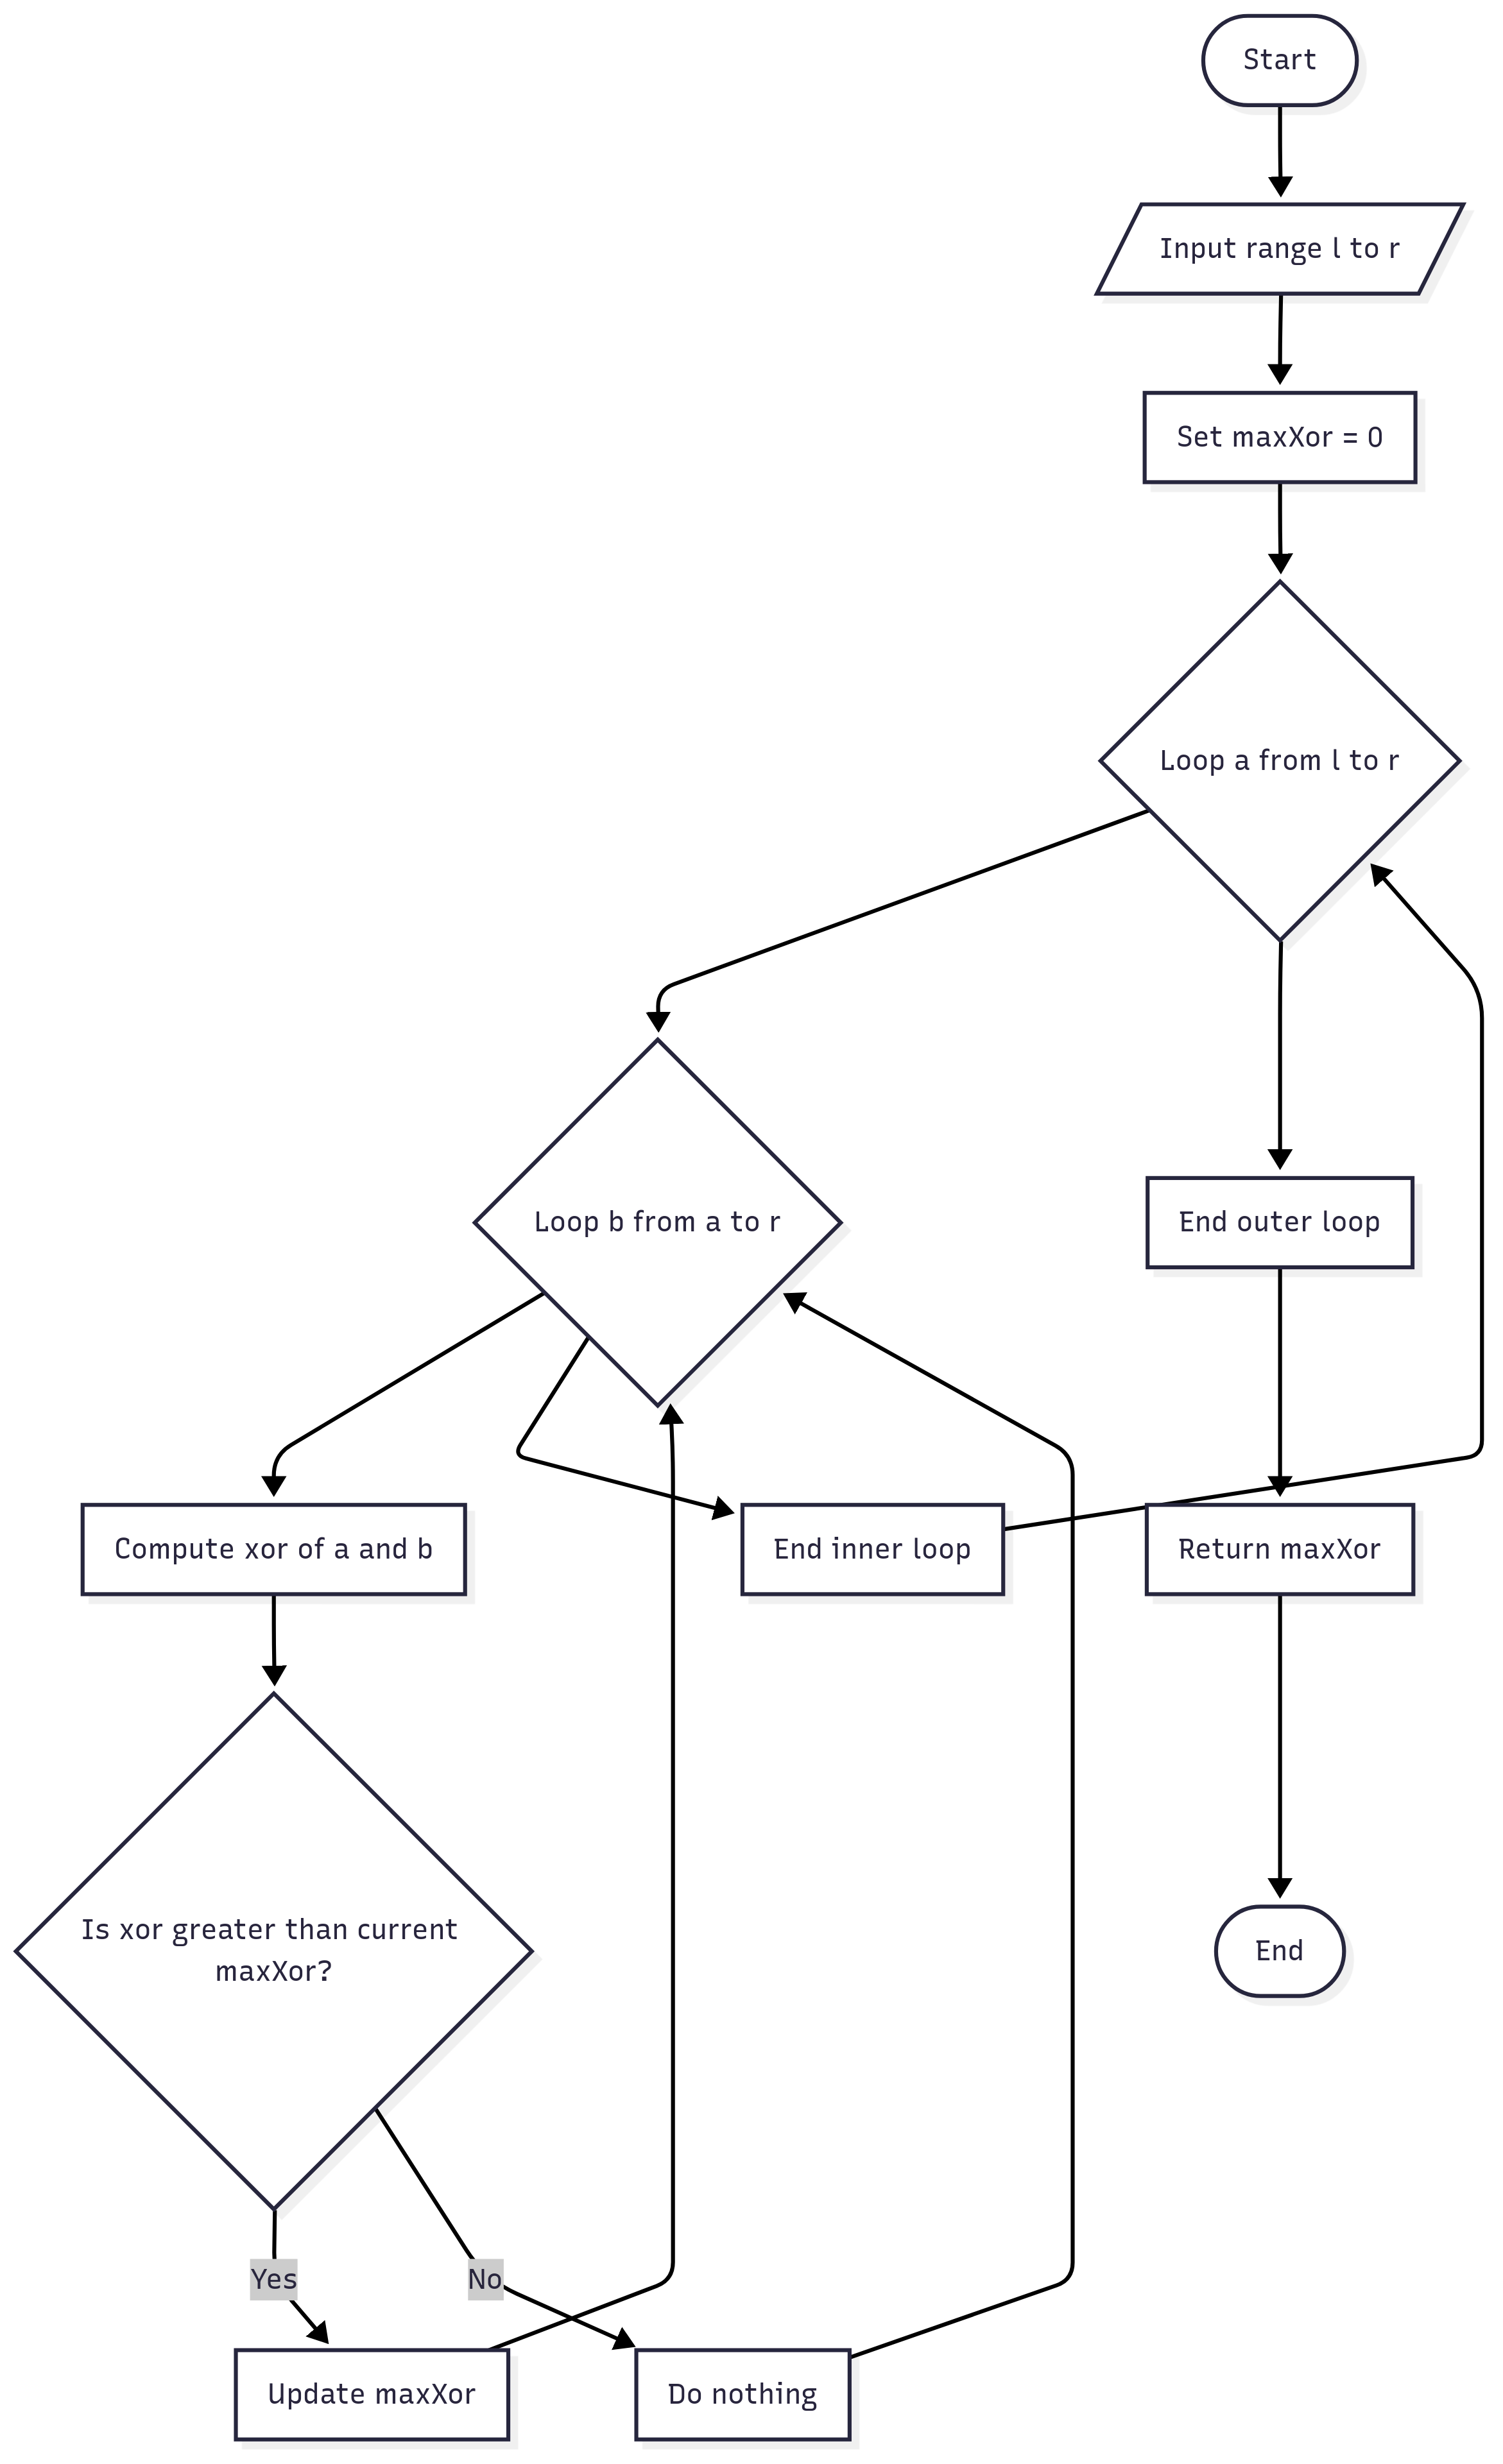 Start
Input range l to r
Set maxXor = 0
Loop a from l to r
Loop b from a to r
End outer loop
Compute xor of a and b
End inner loop
Return maxXor
Is xor greater than current
maxXor?
End
Yes
No
Update maxXor
Do nothing